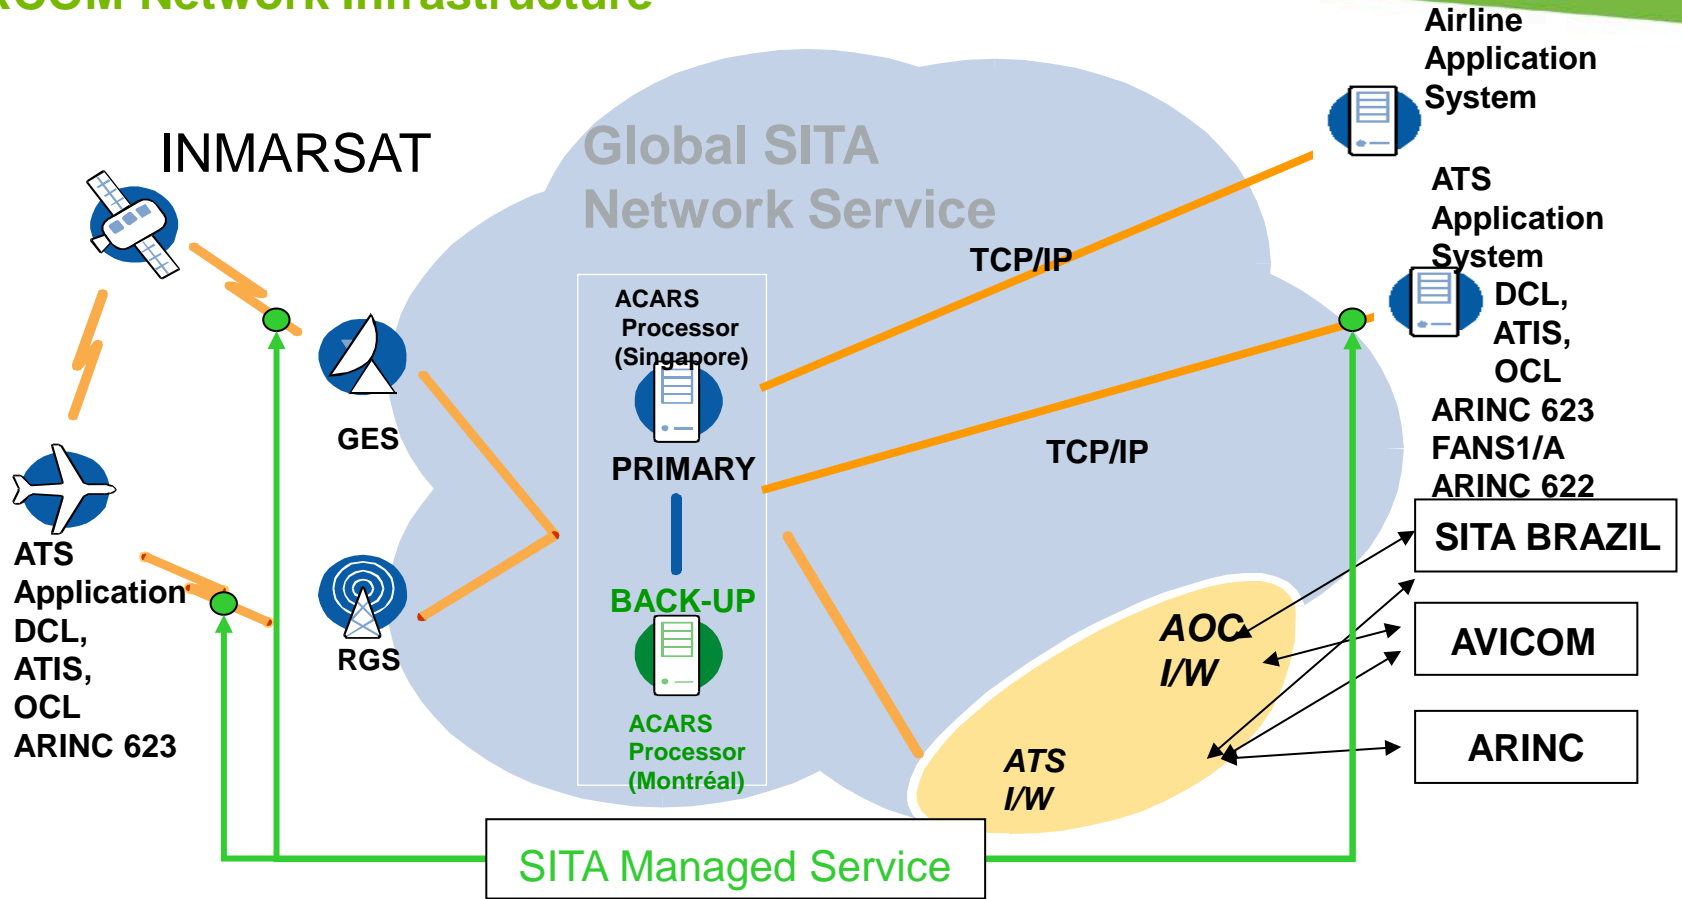 Network Infrastructure
Airline
Application
System
INMARSAT
Global SITA
Network Service
ATS
Application
System
DCL,
ATIS,
OCL
ARINC 623
FANS1/A
ARINC 622
TCP/IP
ACARS
Processor
(Singapore)
PRIMARY
TCP/IP
GES
BACK-UP
ACARS
Processor
(Montréal)
RGS
ATS
Application
DCL,
ATIS,
OCL
ARINC 623
AOC
I/W
ATS
I/W
SITA BRAZIL
AVICOM
ARINC
SITA Managed Service